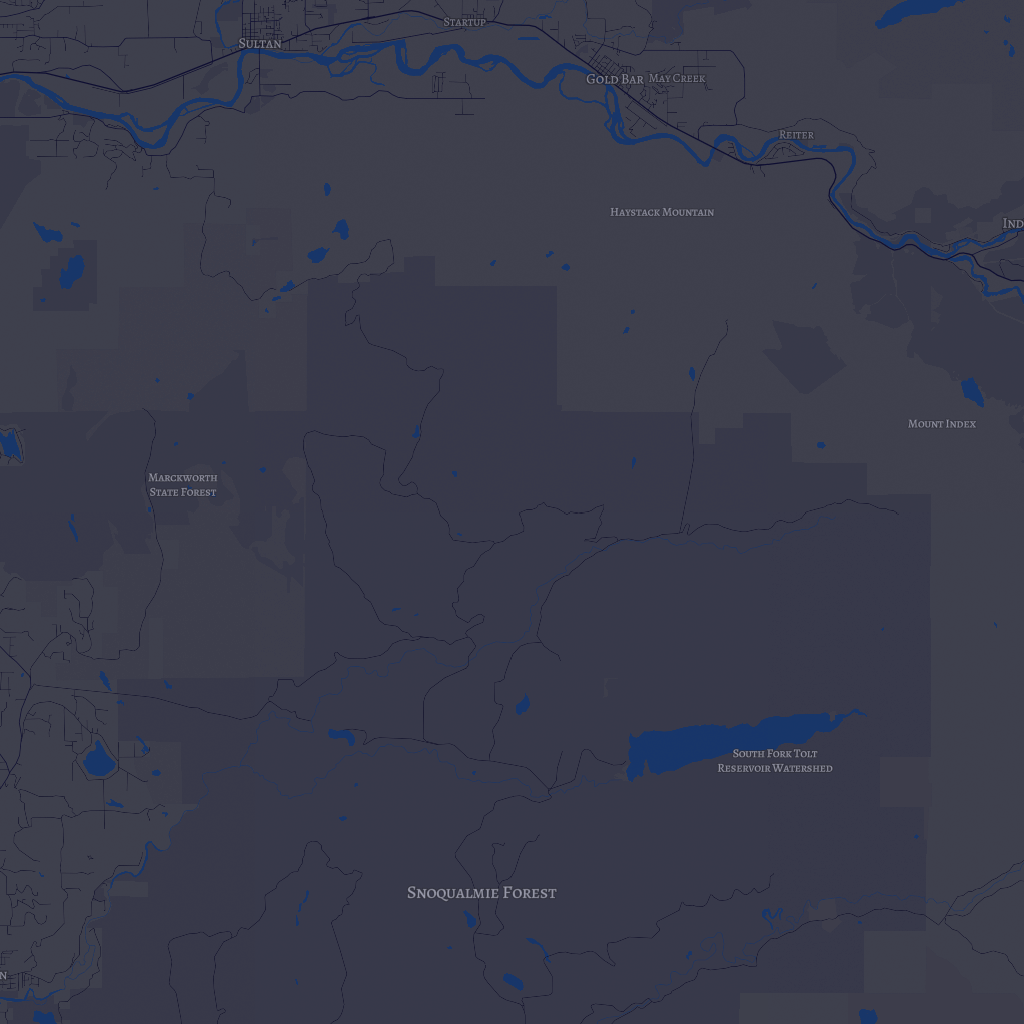 Startup
Sultan
Gold Bar
May Creek
Reiter
Haystack Mountain
Mount Index
Marckworth
State Forest
South Fork Tolt
Reservoir Watershed
Snoqualmie Forest